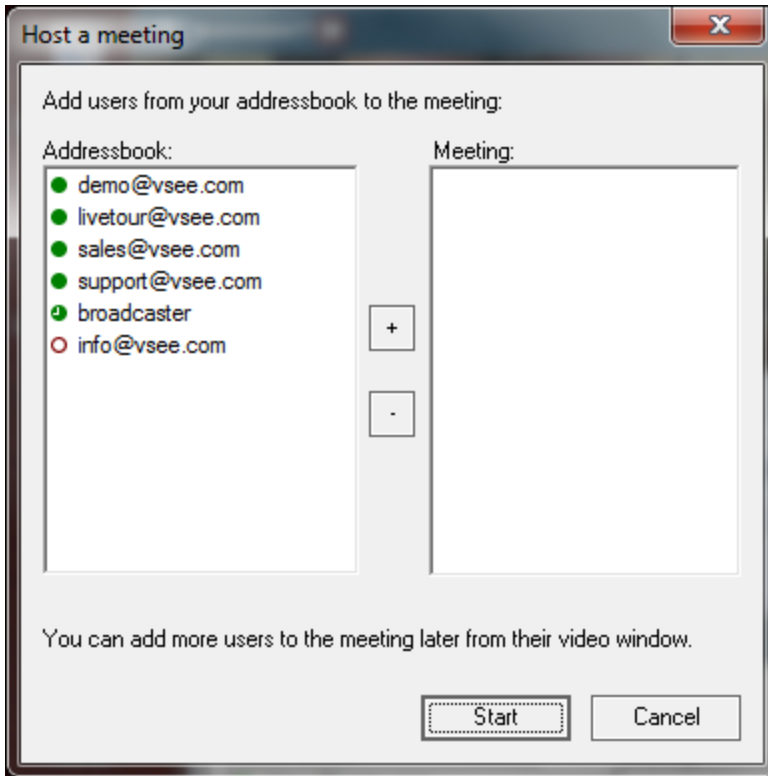 Host a meeting
Add users from your addressbook to the meeting:
Addressbook:
demo@vsee.com
livetour@vsee.com
sales@vsee.com
support@vsee.com
broadcaster
info@vsee.com
+
-
Meeting:
You can add more users to the meeting later from their video window.
Start
Cancel